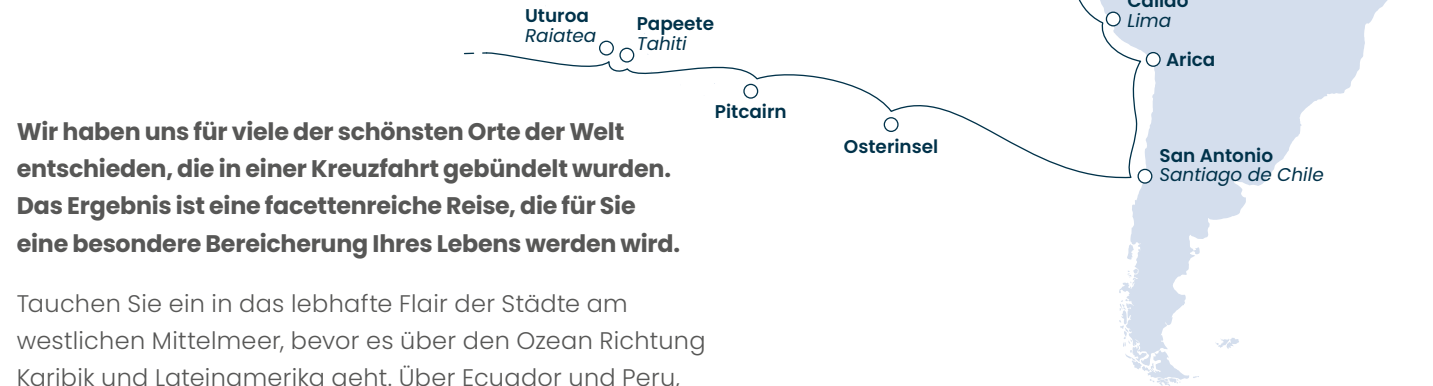 Callao
Lima
Uturoa
Raiatea
Papeete
Tahiti
Arica
Pitcairn
Osterinsel
San Antonio
Santiago de Chile
Wir haben uns für viele der schönsten Orte der Welt
entschieden, die in einer Kreuzfahrt gebündelt wurden.
Das Ergebnis ist eine facettenreiche Reise, die für Sie
eine besondere Bereicherung Ihres Lebens werden wird.
Tauchen Sie ein in das lebhafte Flair der Städte am
westlichen Mittelmeer, bevor es über den Ozean Richtung
Karibik und Lateinamerika geht. Über Ecuador und Peru,